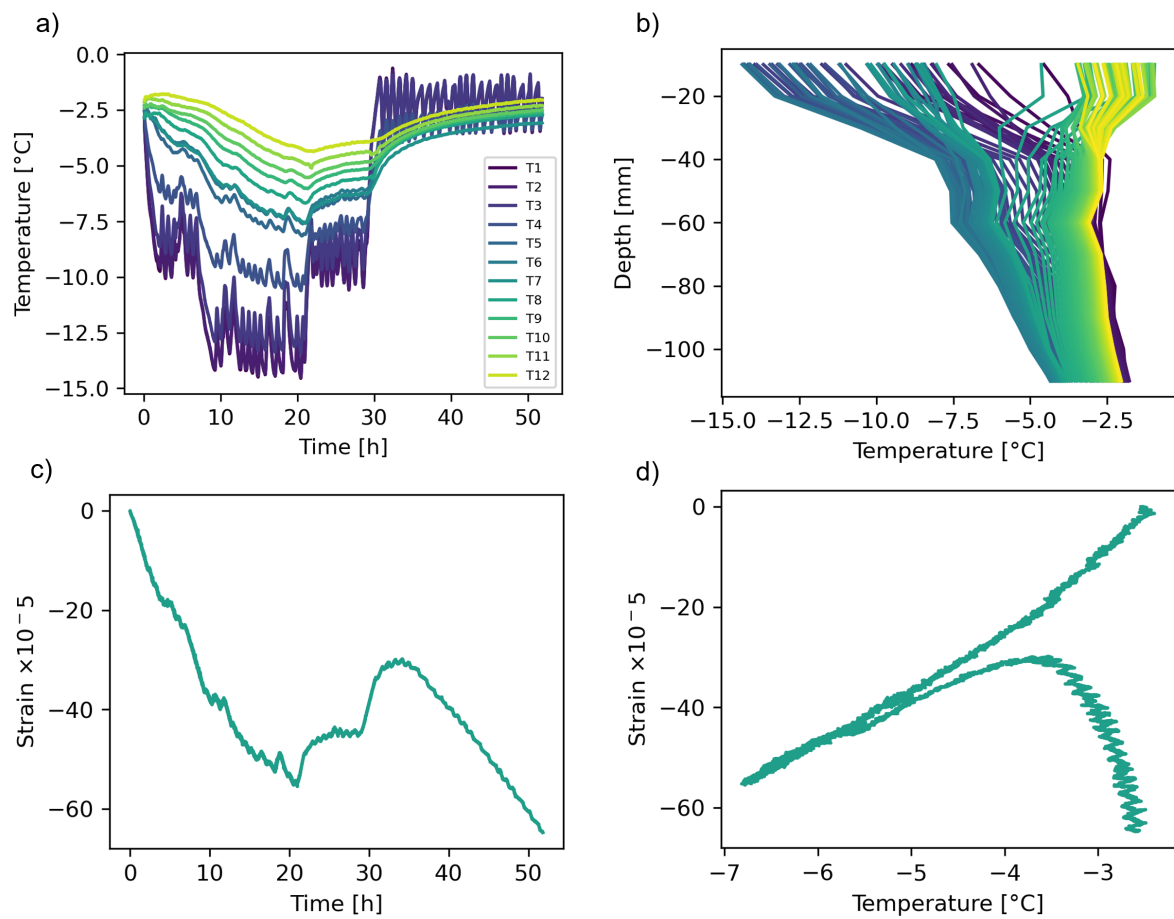 a)
0.0
−2.5
−5.0
−7.5
−10.0
−12.5
−15.0
Temperature [°C]
0
10
20
30
40
50
Time [h]
T1
T2
T3
T4
T5
T6
T7
T8
T9
T10
T11
T12
b)
−20
−40
−60
−80
−100
Depth [mm]
−15.0
−12.5
−10.0
−7.5
−5.0
−2.5
Temperature [°C]
c)
0
−20
−40
−60
Strain ×10⁻ 5
0
10
20
30
40
50
Time [h]
d)
0
−20
−40
−60
Strain ×10⁻ 5
−7
−6
−5
−4
−3
Temperature [°C]